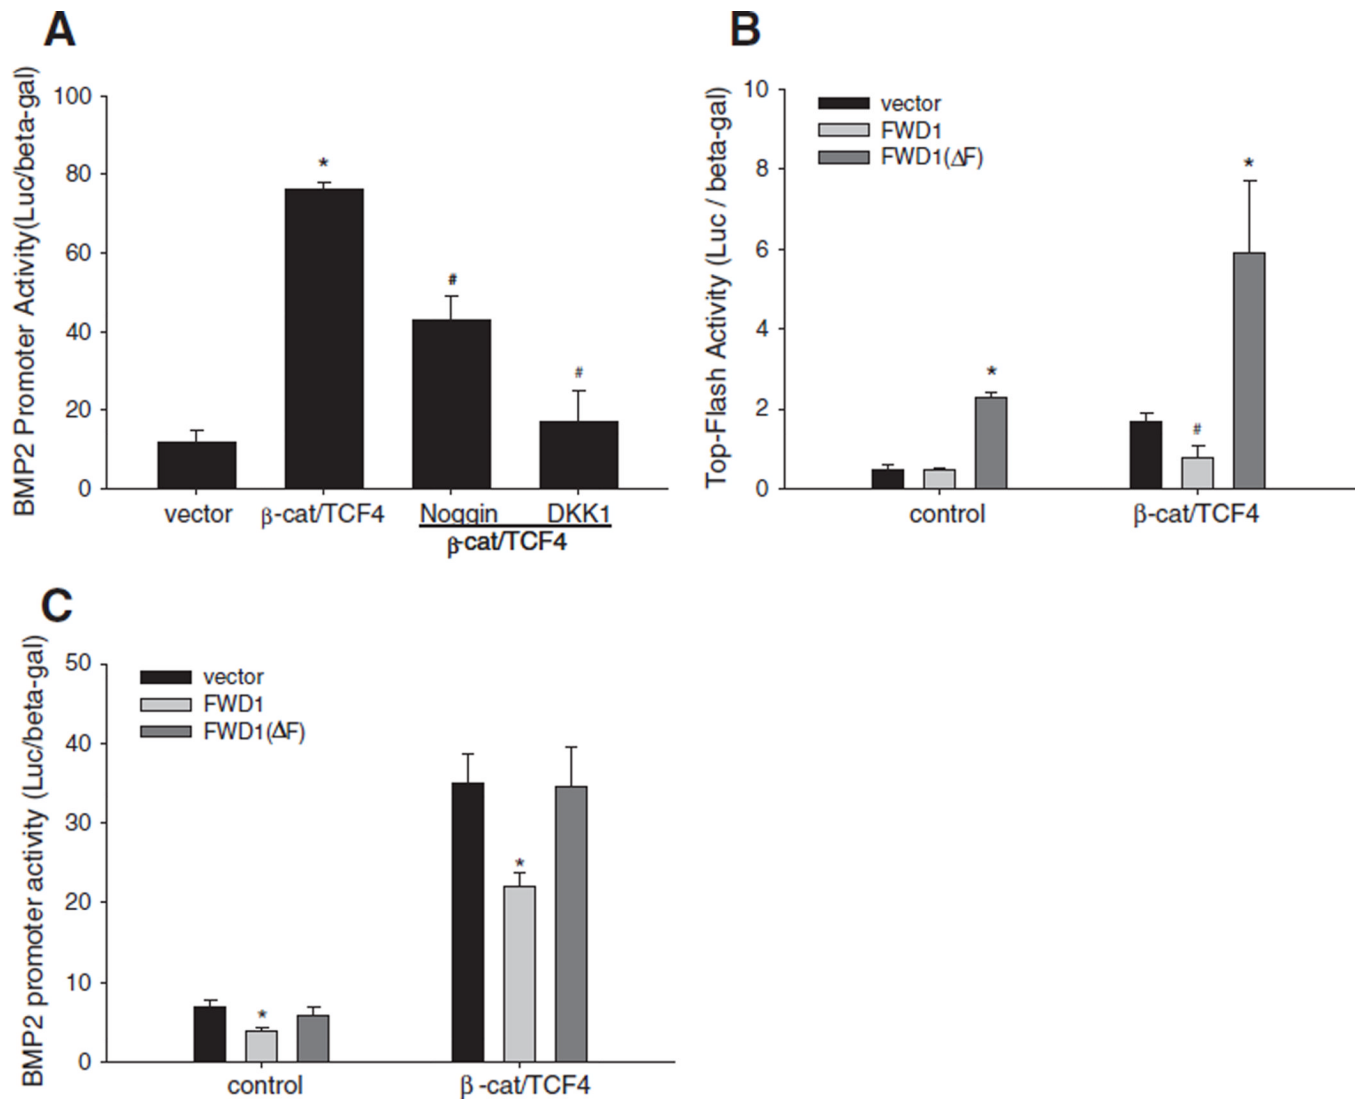 A
BMP2 Promoter Activity(Luc/beta-gal)
100
80
60
40
20
0
*
#
#
vector
β-cat/TCF4
Noggin
DKK1
β-cat/TCF4
B
Top-Flash Activity (Luc / beta-gal)
10
8
6
4
2
0
vector
FWD1
FWD1(ΔF)
*
#
*
control
β-cat/TCF4
C
BMP2 promoter activity (Luc/beta-gal)
50
40
30
20
10
0
vector
FWD1
FWD1(ΔF)
*
*
control
β -cat/TCF4